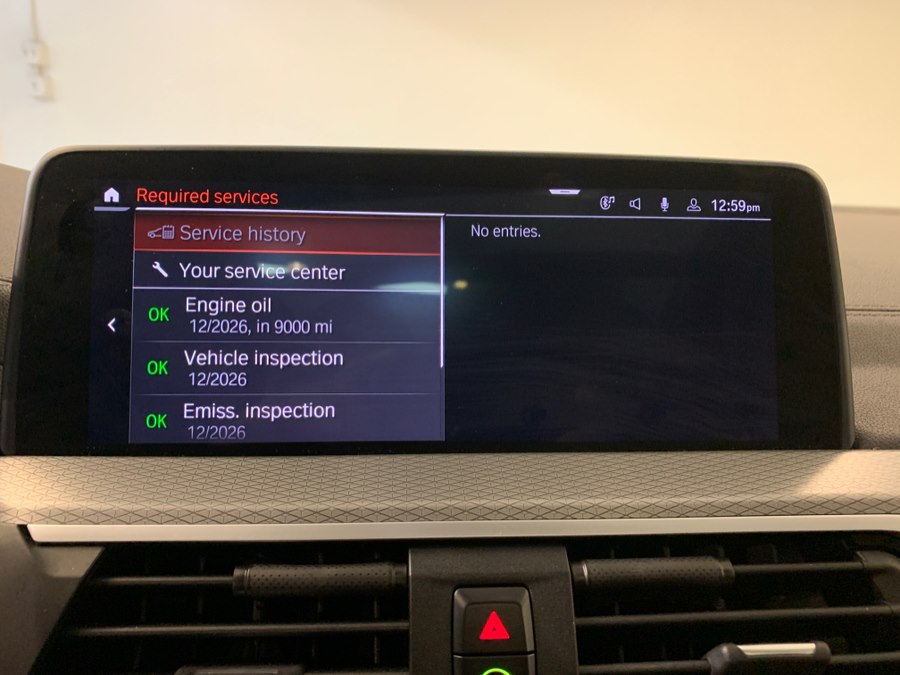 Required services
12:59pm
Service history
No entries.
Your service center
OK
Engine oil
12/2026, in 9000 mi
OK
Vehicle inspection
12/2026
OK
Emiss. inspection
12/2026